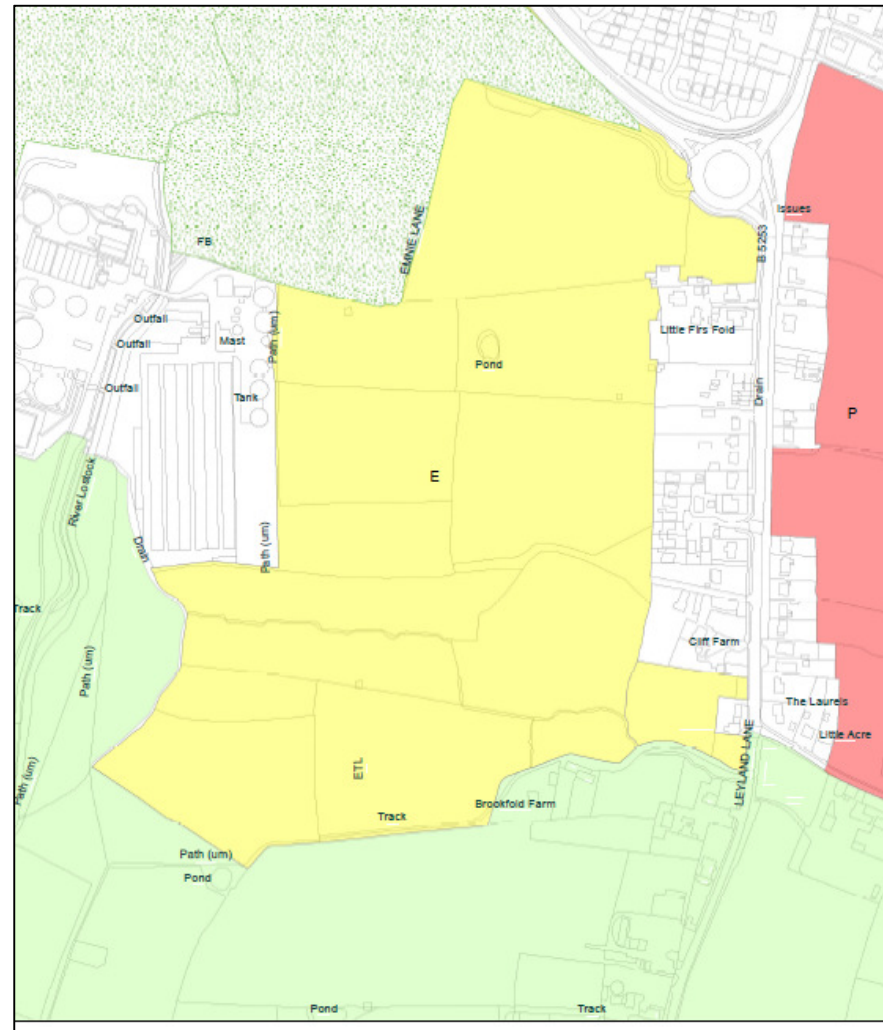 Issues
EMNIE LANE
B 5253
FB
Outfall
Mast
Path (um)
Little Firs Fold
Outfall
Pond
Outfall
Tank
Drain
P
E
River Lostock
Path (um)
Drain
Track
Cliff Farm
Path (um)
The Laurels
Little Acre
ETL
LEYLAND LANE
Path (um)
Brookfold Farm
Track
Path (um)
Pond
Pond
Track